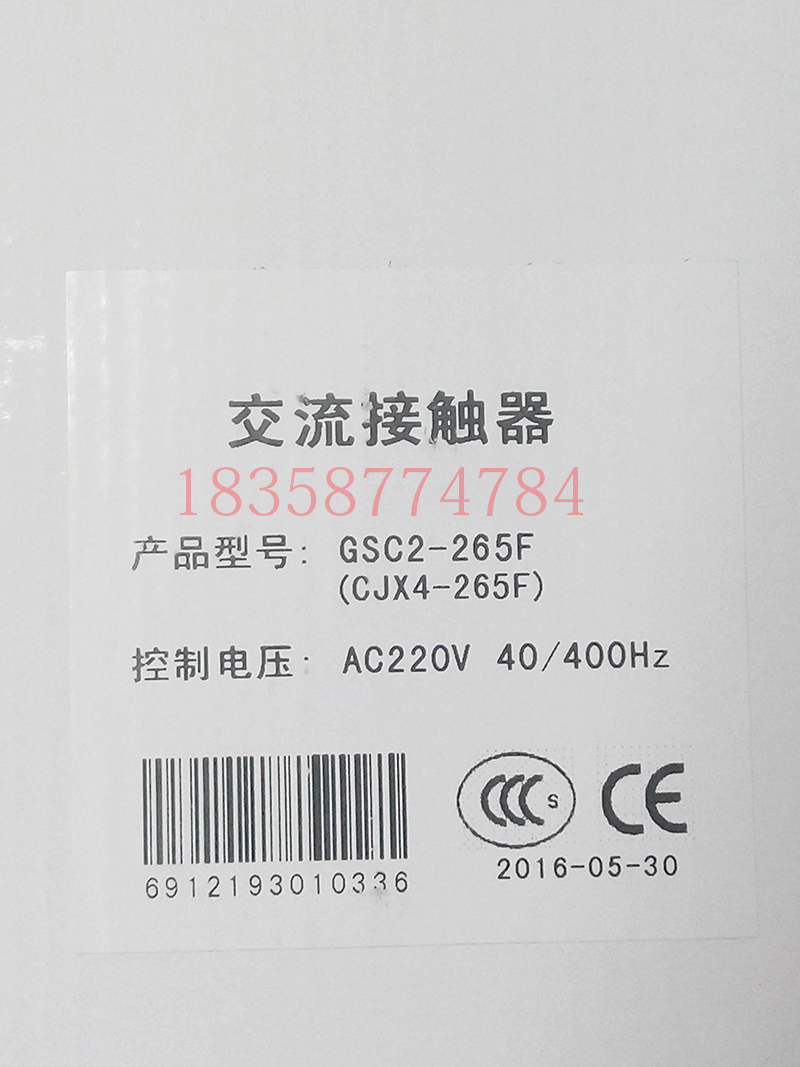 交流接触器
18358774784
产品型号: GSC2-265F
(CJX4-265F)
控制电压: AC220V 40/400Hz
CCC S CE
6912193010336
2016-05-30